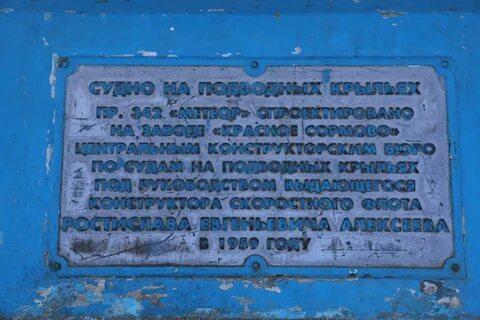 СУДНО НА ПОДВОДНЫХ КРЫЛЬЯХ
ПР. 342 «МЕТЕОР» СПРОЕКТИРОВАНО
НА ЗАВОДЕ «КРАСНОЕ СОРМОВО»
ЦЕНТРАЛЬНЫМ КОНСТРУКТОРСКИМ БЮРО
ПО СУДАМ НА ПОДВОДНЫХ КРЫЛЬЯХ
ПОД РУКОВОДСТВОМ ВЫДАЮЩЕГОСЯ
КОНСТРУКТОРА СКОРОСТНОГО ФЛОТА
РОСТИСЛАВА ЕВГЕНЬЕВИЧА АЛЕКСЕЕВА
В 1959 ГОДУ